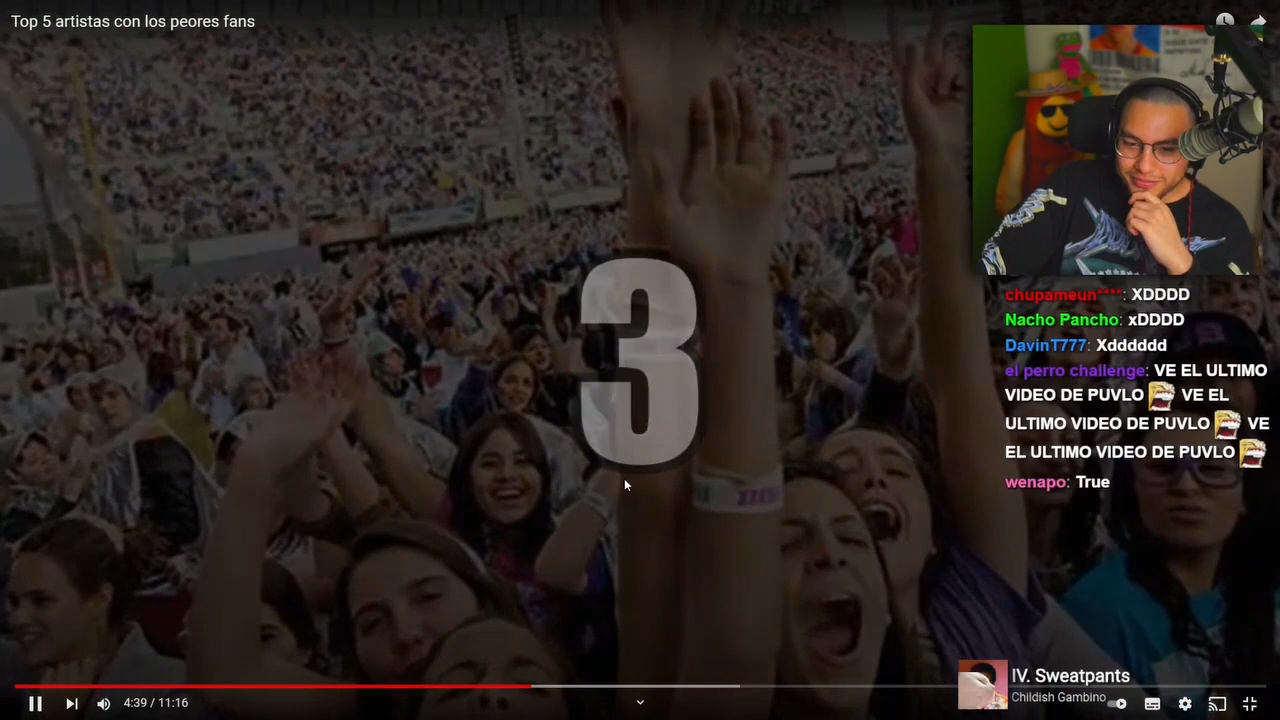 Top 5 artistas con los peores fans
3
chupameun****: XDDDD
Nacho Pancho: xDDDD
DavinT777: Xdddddd
el perro challenge: VE EL ULTIMO
VIDEO DE PUVLO VE EL
ULTIMO VIDEO DE PUVLO VE
EL ULTIMO VIDEO DE PUVLO
wenapo: True
IV. Sweatpants
Childish Gambino
4:39 / 11:16